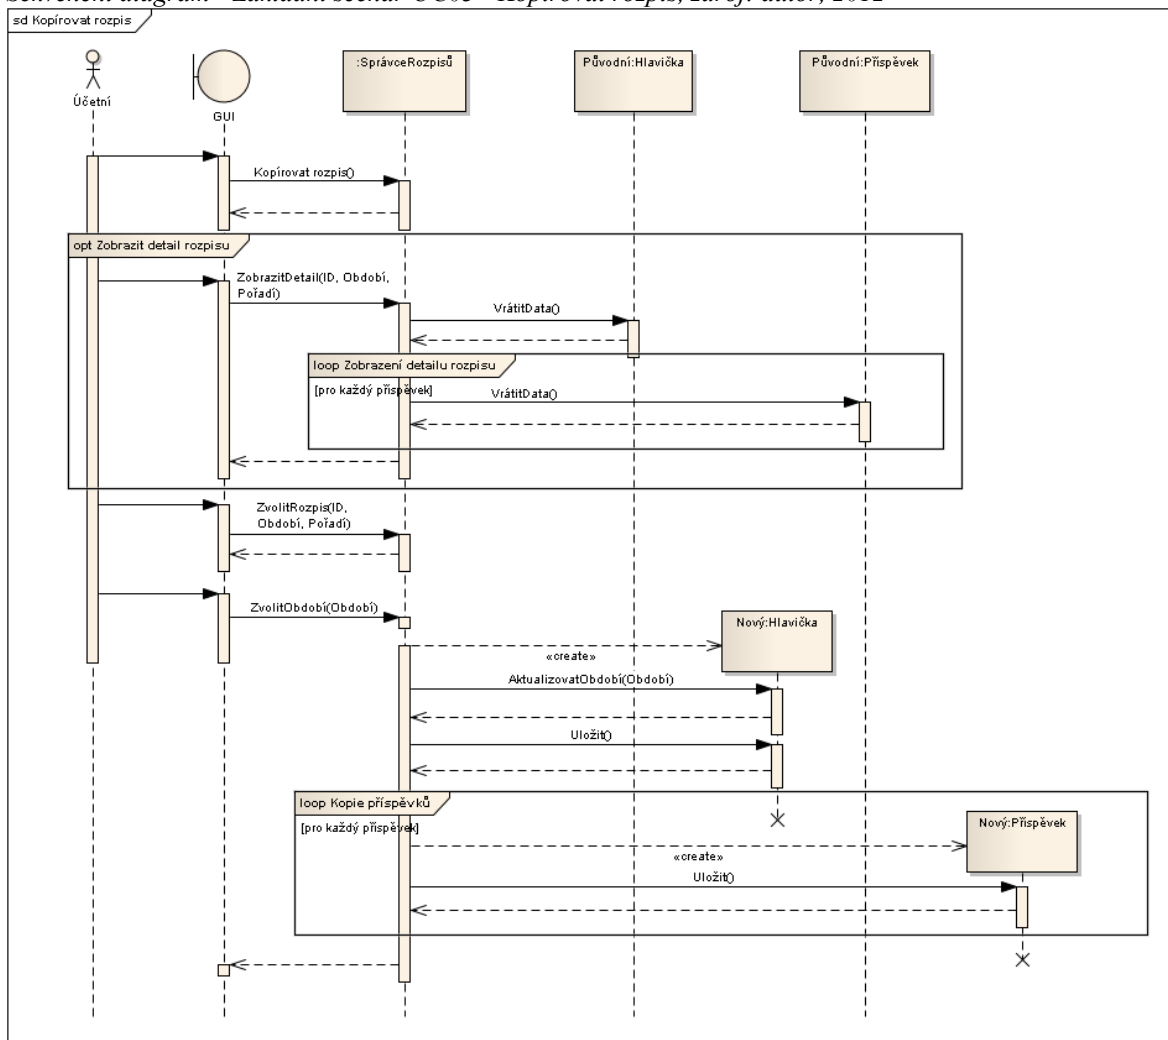 sd Kopírovat rozpis
Účetní
GUI
:SprávceRozpisů
Původní:Hlavička
Původní:Příspěvek
Kopírovat rozpis()
opt Zobrazit detail rozpisu
ZobrazitDetail(ID, Období,
Pořadí)
VrátitData()
loop Zobrazení detailu rozpisu
[pro každý příspěvek]
VrátitData()
ZvolitRozpis(ID,
Období, Pořadí)
ZvolitObdobí(Období)
Nový:Hlavička
«create»
AktualizovatObdobí(Období)
Uložit()
loop Kopie příspěvků
[pro každý příspěvek]
Nový:Příspěvek
«create»
Uložit()